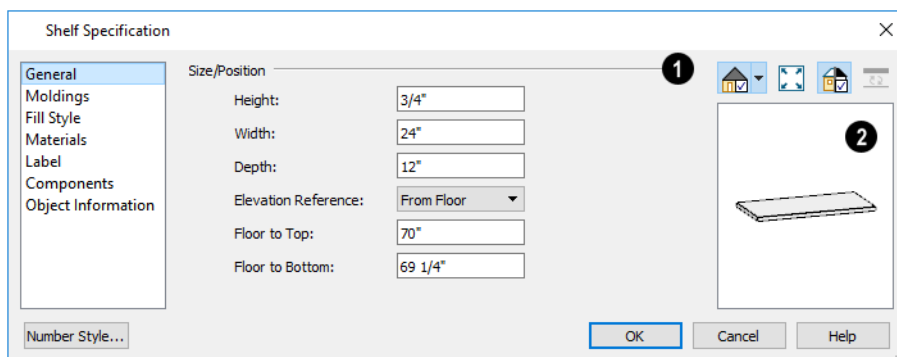 Shelf Specification
General
Moldings
Fill Style
Materials
Label
Components
Object Information
Size/Position
1
Height: 3/4"
Width: 24"
Depth: 12"
Elevation Reference: From Floor
Floor to Top: 70"
Floor to Bottom: 69 1/4"
2
Number Style...
OK Cancel Help